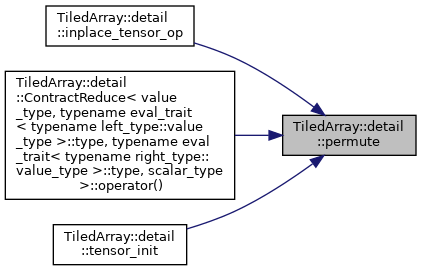 TiledArray::detail
::inplace_tensor_op
TiledArray::detail
::ContractReduce< value
_type, typename eval_trait
< typename left_type::value
_type >::type, typename eval
_trait< typename right_type::
value_type >::type, scalar_type
>::operator()
TiledArray::detail
::permute
TiledArray::detail
::tensor_init